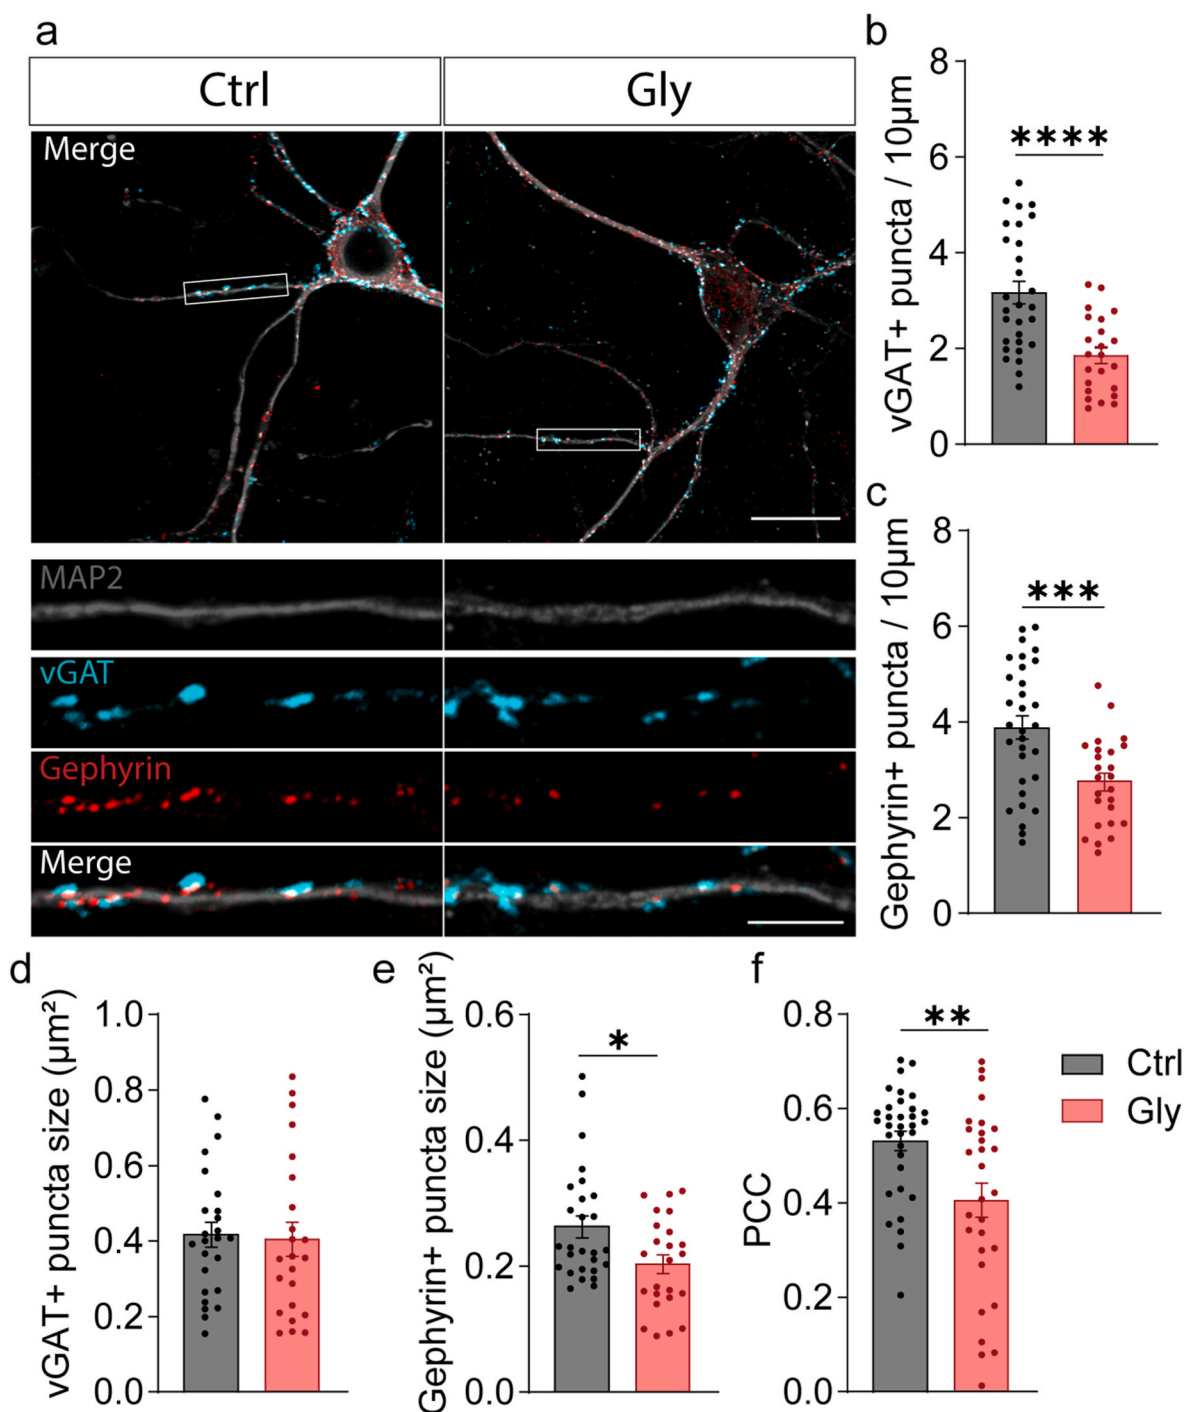 a
Ctrl
Gly
Merge
MAP2
vGAT
Gephyrin
Merge
b
vGAT+ puncta / 10µm
8
6
4
2
0
****
c
Gephyrin+ puncta / 10µm
8
6
4
2
0
***
d
vGAT+ puncta size (µm²)
1.0
0.8
0.6
0.4
0.2
0.0
e
Gephyrin+ puncta size (µm²)
0.6
0.4
0.2
0.0
*
f
PCC
0.8
0.6
0.4
0.2
0.0
**
Ctrl
Gly